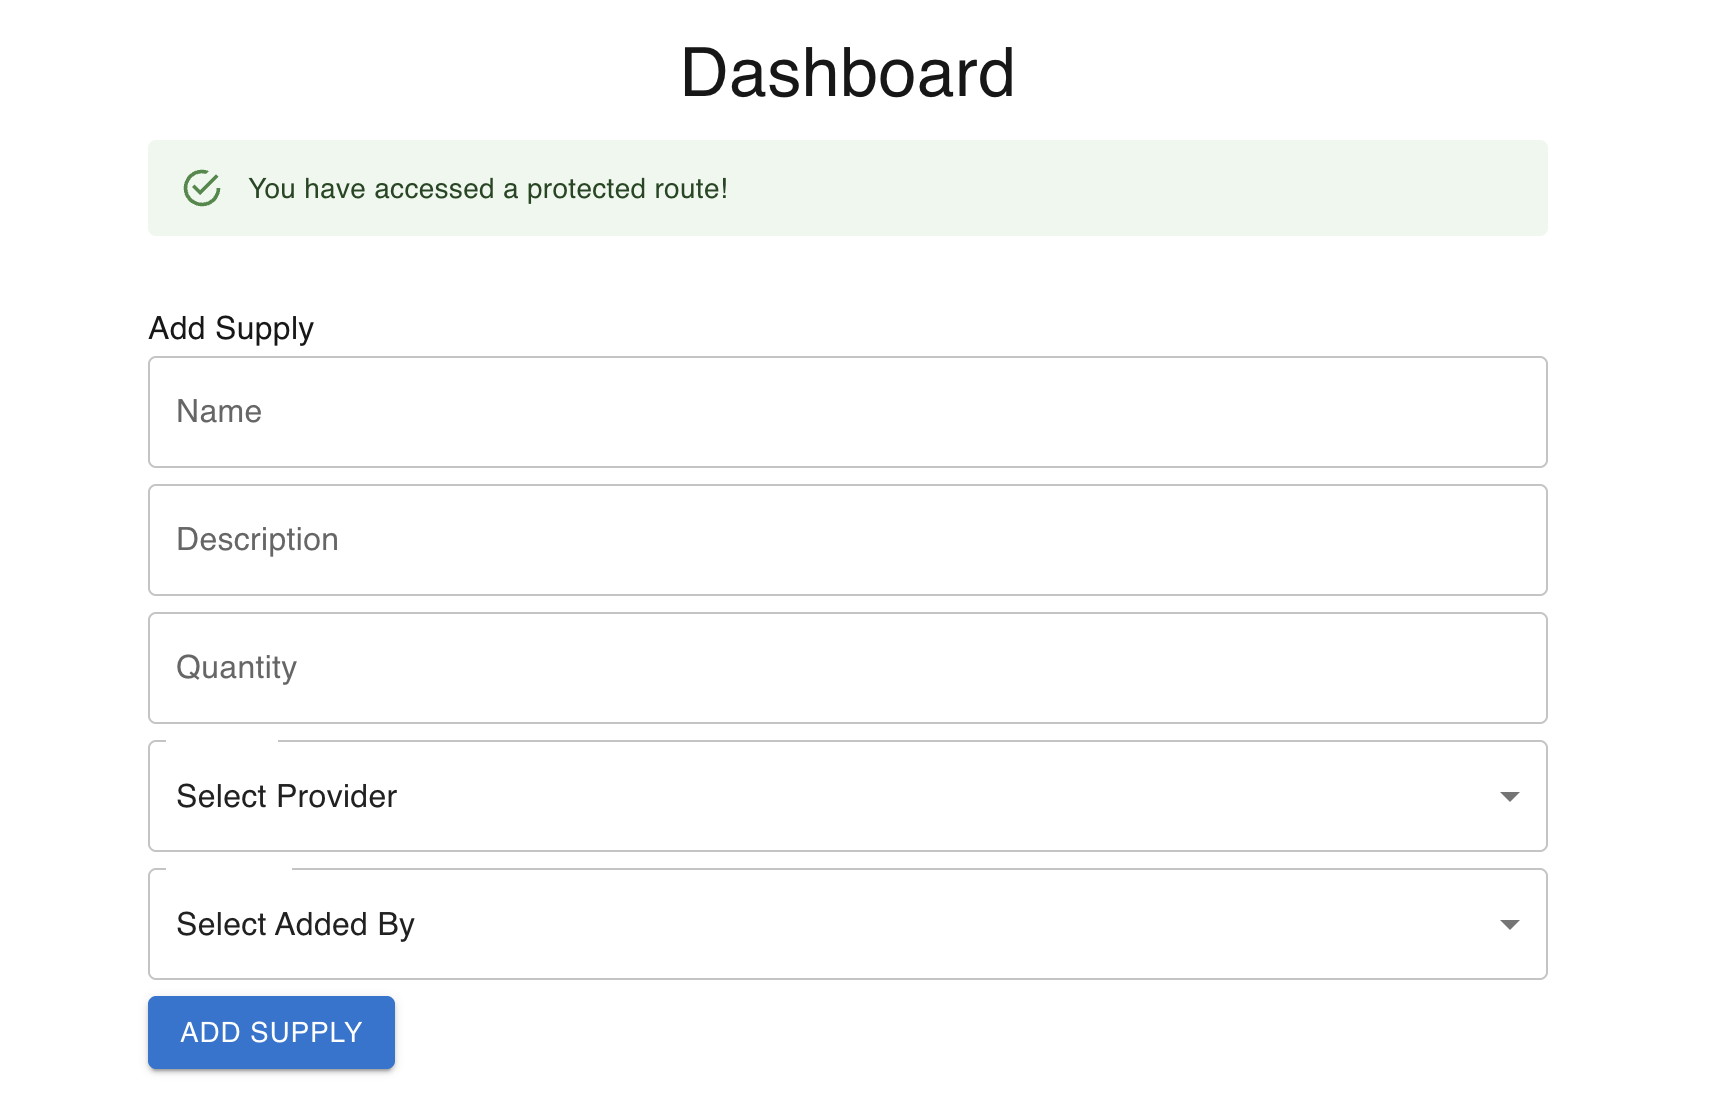 Dashboard
You have accessed a protected route!
Add Supply
Name
Description
Quantity
Select Provider
Select Added By
ADD SUPPLY